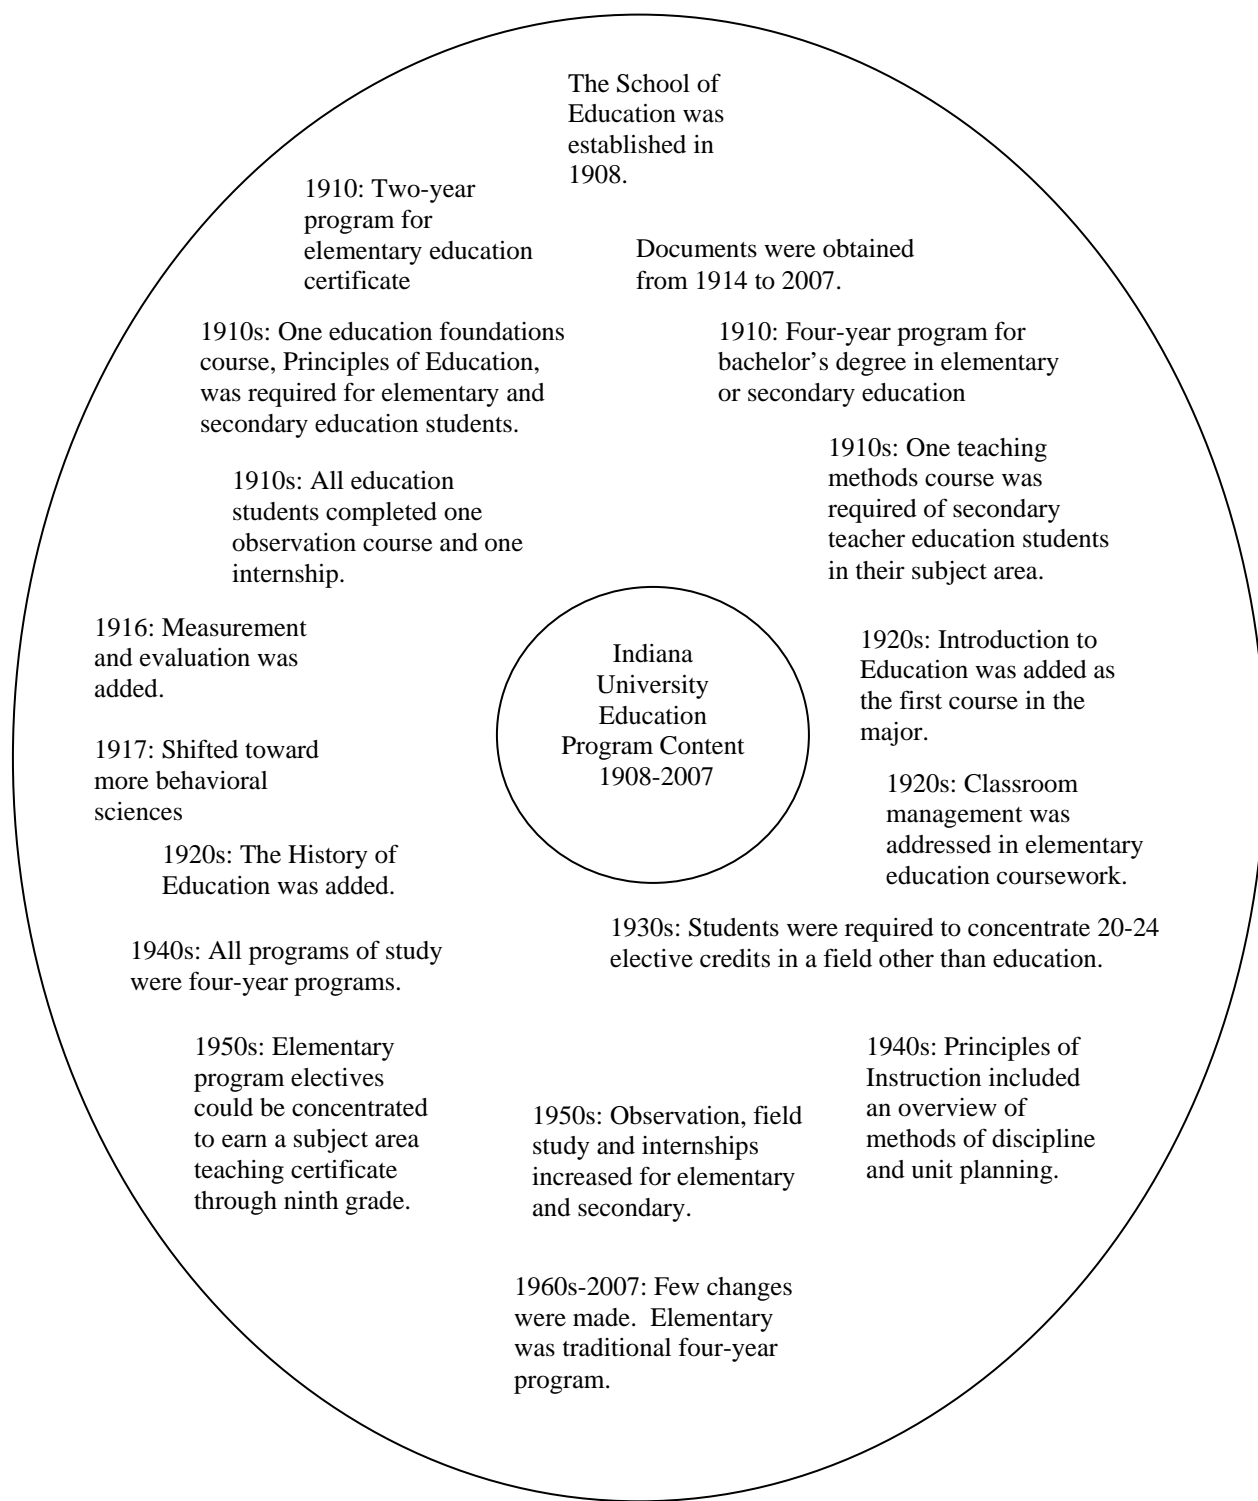 The School of
Education was
established in
1908.
1910: Two-year
program for
elementary education
certificate
Documents were obtained
from 1914 to 2007.
1910s: One education foundations
course, Principles of Education,
was required for elementary and
secondary education students.
1910: Four-year program for
bachelor’s degree in elementary
or secondary education
1910s: All education
students completed one
observation course and one
internship.
1910s: One teaching
methods course was
required of secondary
teacher education students
in their subject area.
1916: Measurement
and evaluation was
added.
Indiana
University
Education
Program Content
1908-2007
1920s: Introduction to
Education was added as
the first course in the
major.
1917: Shifted toward
more behavioral
sciences
1920s: Classroom
management was
addressed in elementary
education coursework.
1920s: The History of
Education was added.
1930s: Students were required to concentrate 20-24
elective credits in a field other than education.
1940s: All programs of study
were four-year programs.
1950s: Elementary
program electives
could be concentrated
to earn a subject area
teaching certificate
through ninth grade.
1940s: Principles of
Instruction included
an overview of
methods of discipline
and unit planning.
1950s: Observation, field
study and internships
increased for elementary
and secondary.
1960s-2007: Few changes
were made.  Elementary
was traditional four-year
program.